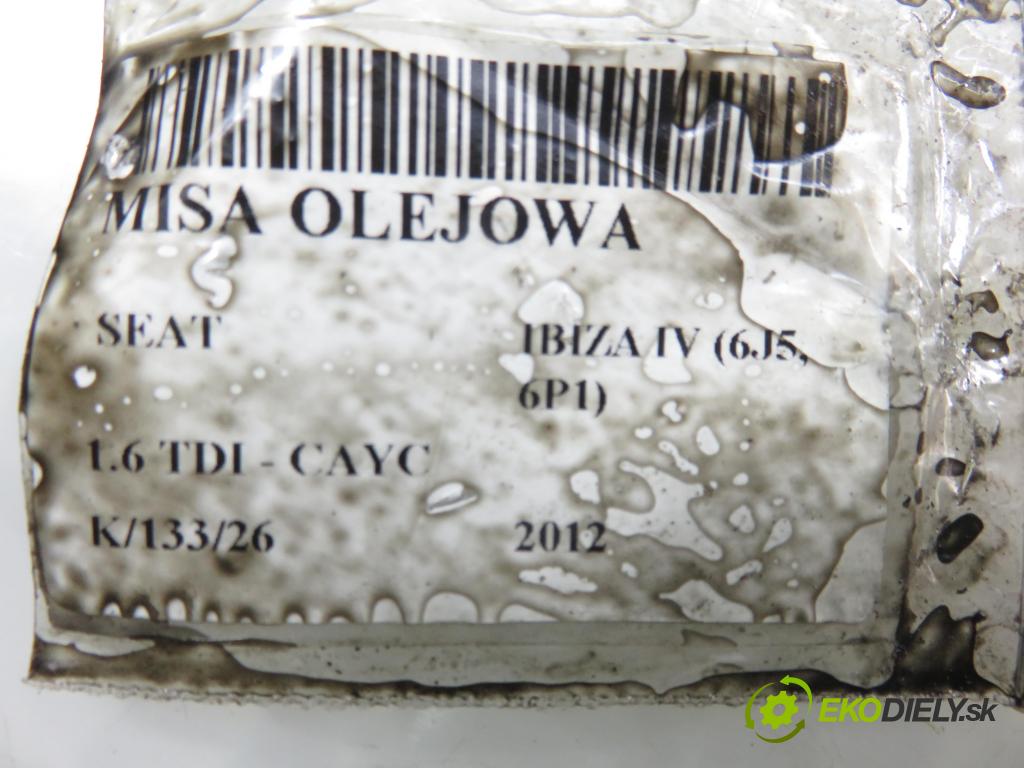 MISA OLEJOWA
SEAT
IBIZA IV (6J5,
6P1)
1.6 TDI - CAYC
K/133/26
2012
EKODIELY.sk